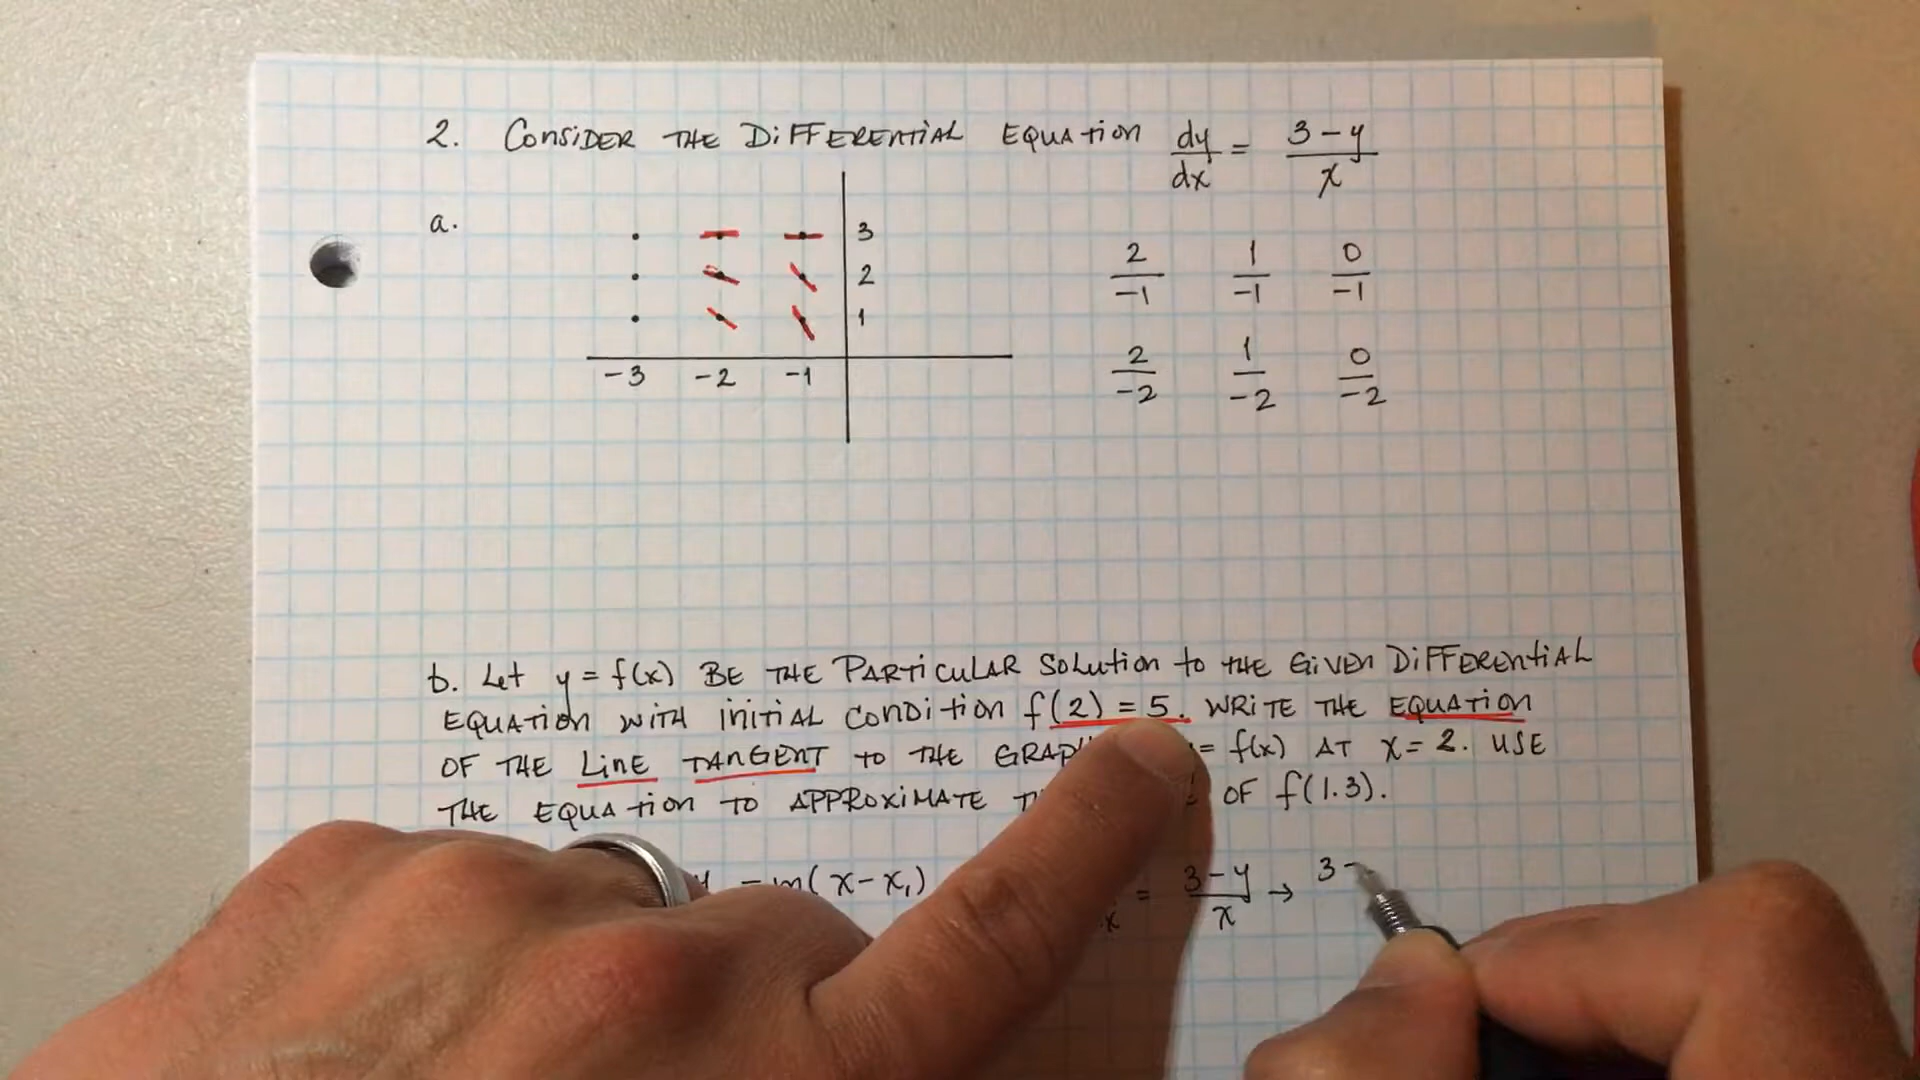 2. CONSIDER THE DIFFERENTIAL EQUATION dy/dx = 3-y/x
a.
3
2
1
-3 -2 -1
2/-1 1/-1 0/-1
2/-2 1/-2 0/-2
b. Let y = f(x) BE THE PARTICULAR SOLUTION to THE GIVEN DIFFERENTIAL
EQUATION WITH INITIAL CONDITION f(2) = 5. WRITE THE EQUATION
OF THE LINE TANGENT TO THE GRAPH = f(x) AT x = 2. USE
THE EQUATION TO APPROXIMATE OF f(1.3).
= m(x-x₁) = 3-y/x → 3-